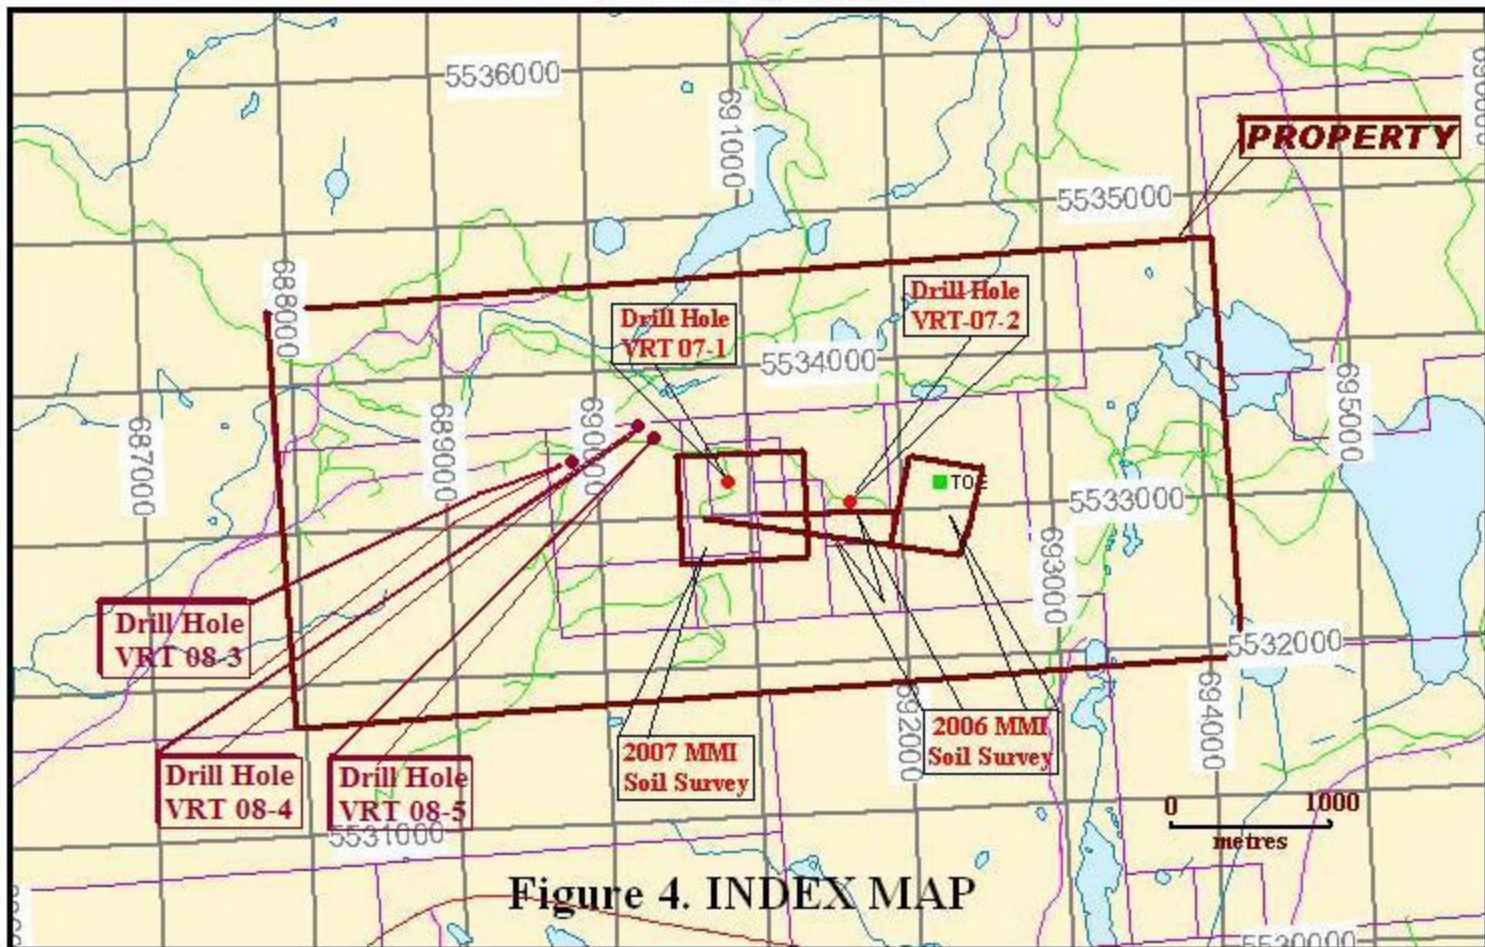 5536000
691000
PROPERTY
5535000
688000
Drill Hole
VRT 07-1
Drill Hole
VRT-07-2
5534000
687000
689000
690000
695000
TOE
5533000
693000
Drill Hole
VRT 08-3
5532000
692000
694000
2007 MMI
Soil Survey
2006 MMI
Soil Survey
Drill Hole
VRT 08-4
Drill Hole
VRT 08-5
0 1000
metres
5531000
Figure 4. INDEX MAP